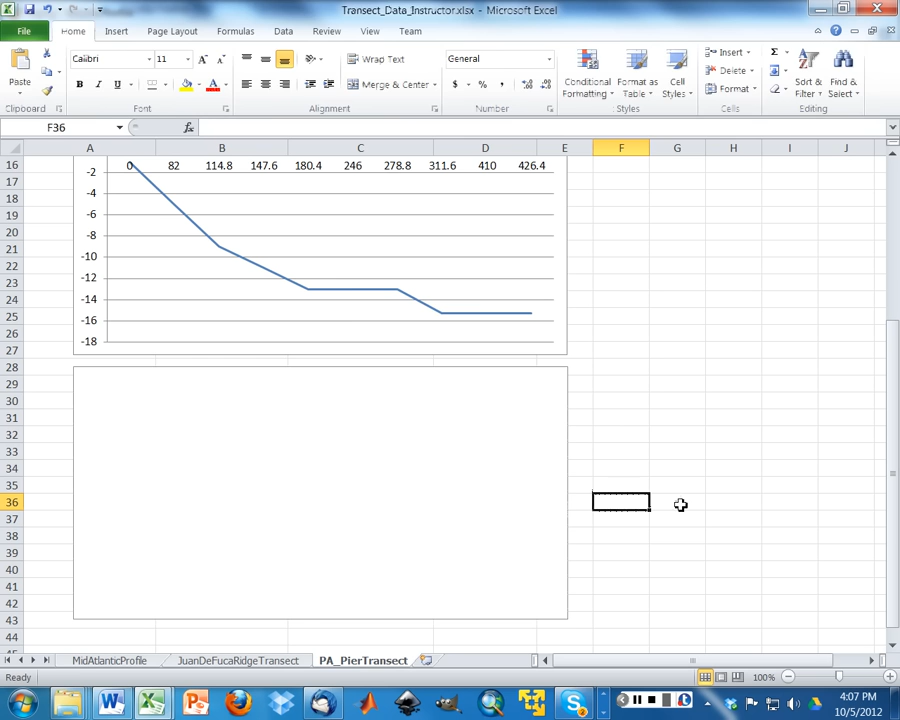 Transect_Data_Instructor.xlsx - Microsoft Excel
File Home Insert Page Layout Formulas Data Review View Team
Paste
Clipboard
Calibri 11
B I U
Font
Wrap Text
Merge & Center
Alignment
General
$ % ,
Number
Conditional Formatting
Format as Table
Cell Styles
Styles
Insert
Delete
Format
Cells
Sort & Filter
Find & Select
Editing
F36 fx
A B C D E F G H I J
16
17
18
19
20
21
22
23
24
25
26
27
28
29
30
31
32
33
34
35
36
37
38
39
40
41
42
43
44
0 82 114.8 147.6 180.4 246 278.8 311.6 410 426.4
-2
-4
-6
-8
-10
-12
-14
-16
-18
MidAtlanticProfile JuanDeFucaRidgeTransect PA_PierTransect
Ready 100%
4:07 PM
10/5/2012